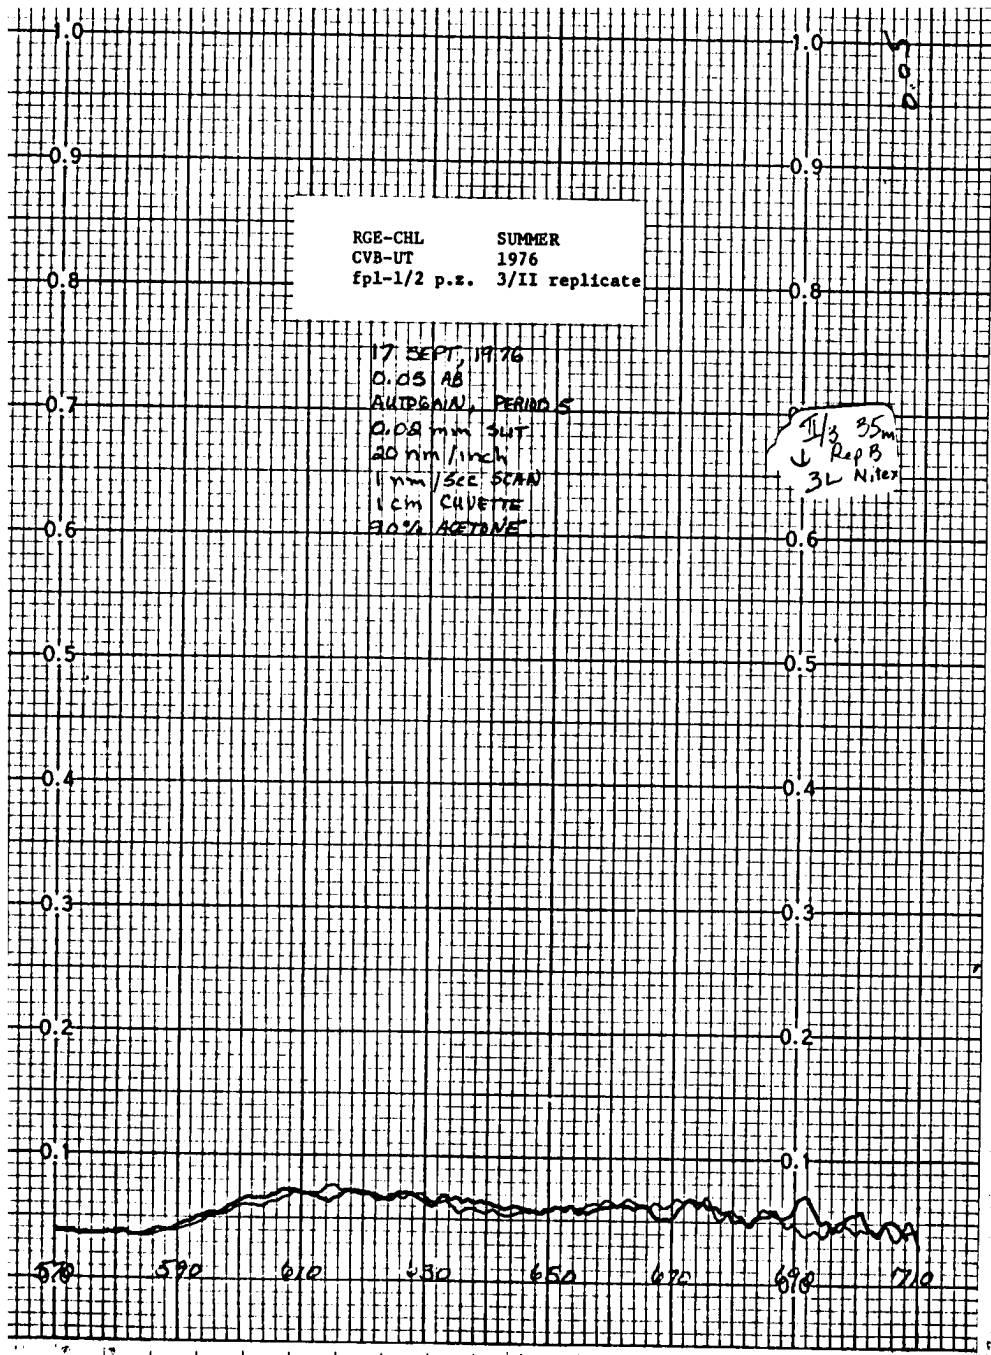 1.0 1.0
0.05
0.9 0.9
RGE-CHL SUMMER
CVB-UT 1976
fpl-1/2 p.z. 3/II replicate
0.8 0.8
17 SEPT, 1976
0.05 AB
AUTOGAIN, PERIOD 5
0.7
0.08 mm SLIT
20 nm/inch
1 nm/SEC SCAN
1 cm CUVETTE
90% ACETONE
II/3 35m
↓ Rep B
3L Nitex
0.6 0.6
0.5 0.5
0.4 0.4
0.3 0.3
0.2 0.2
0.1 0.1
570 590 610 630 650 670 690 710